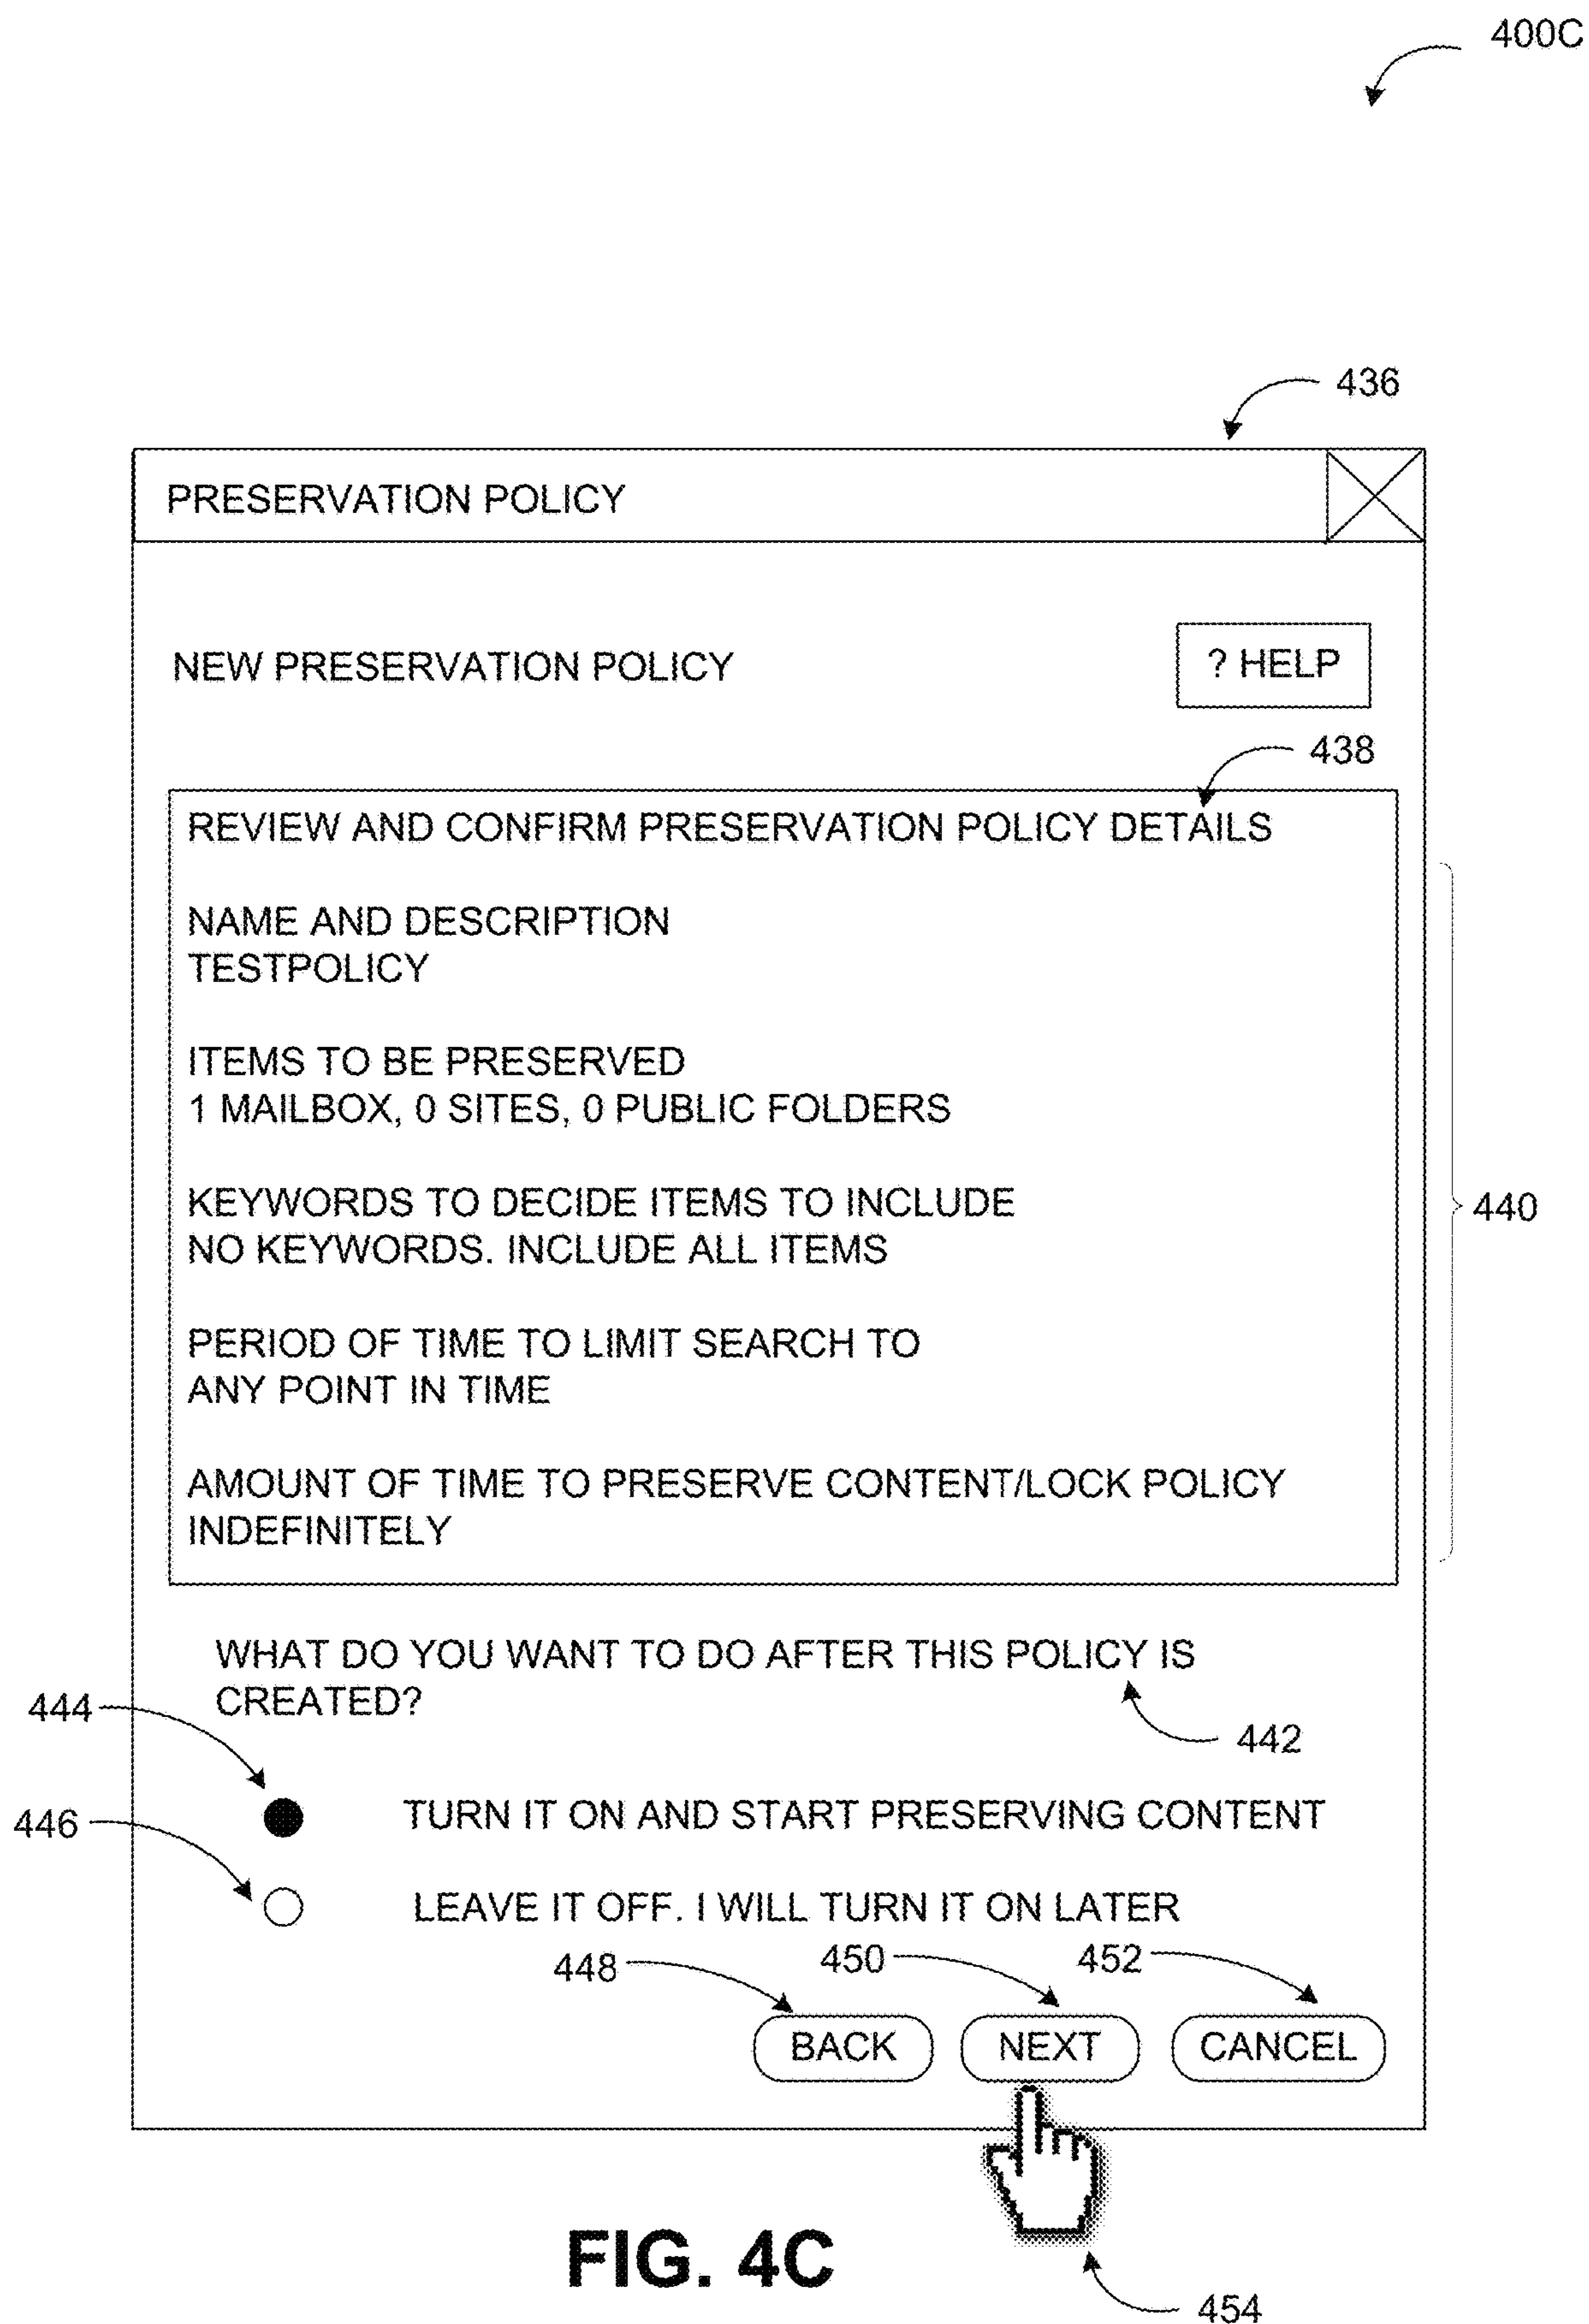 400C
436
PRESERVATION POLICY
NEW PRESERVATION POLICY
? HELP
438
REVIEW AND CONFIRM PRESERVATION POLICY DETAILS
NAME AND DESCRIPTION
TESTPOLICY
ITEMS TO BE PRESERVED
1 MAILBOX, 0 SITES, 0 PUBLIC FOLDERS
KEYWORDS TO DECIDE ITEMS TO INCLUDE
NO KEYWORDS. INCLUDE ALL ITEMS
440
PERIOD OF TIME TO LIMIT SEARCH TO
ANY POINT IN TIME
AMOUNT OF TIME TO PRESERVE CONTENT/LOCK POLICY
INDEFINITELY
WHAT DO YOU WANT TO DO AFTER THIS POLICY IS
CREATED?
444
442
TURN IT ON AND START PRESERVING CONTENT
446
LEAVE IT OFF. I WILL TURN IT ON LATER
448
450
452
BACK
NEXT
CANCEL
FIG. 4C
454